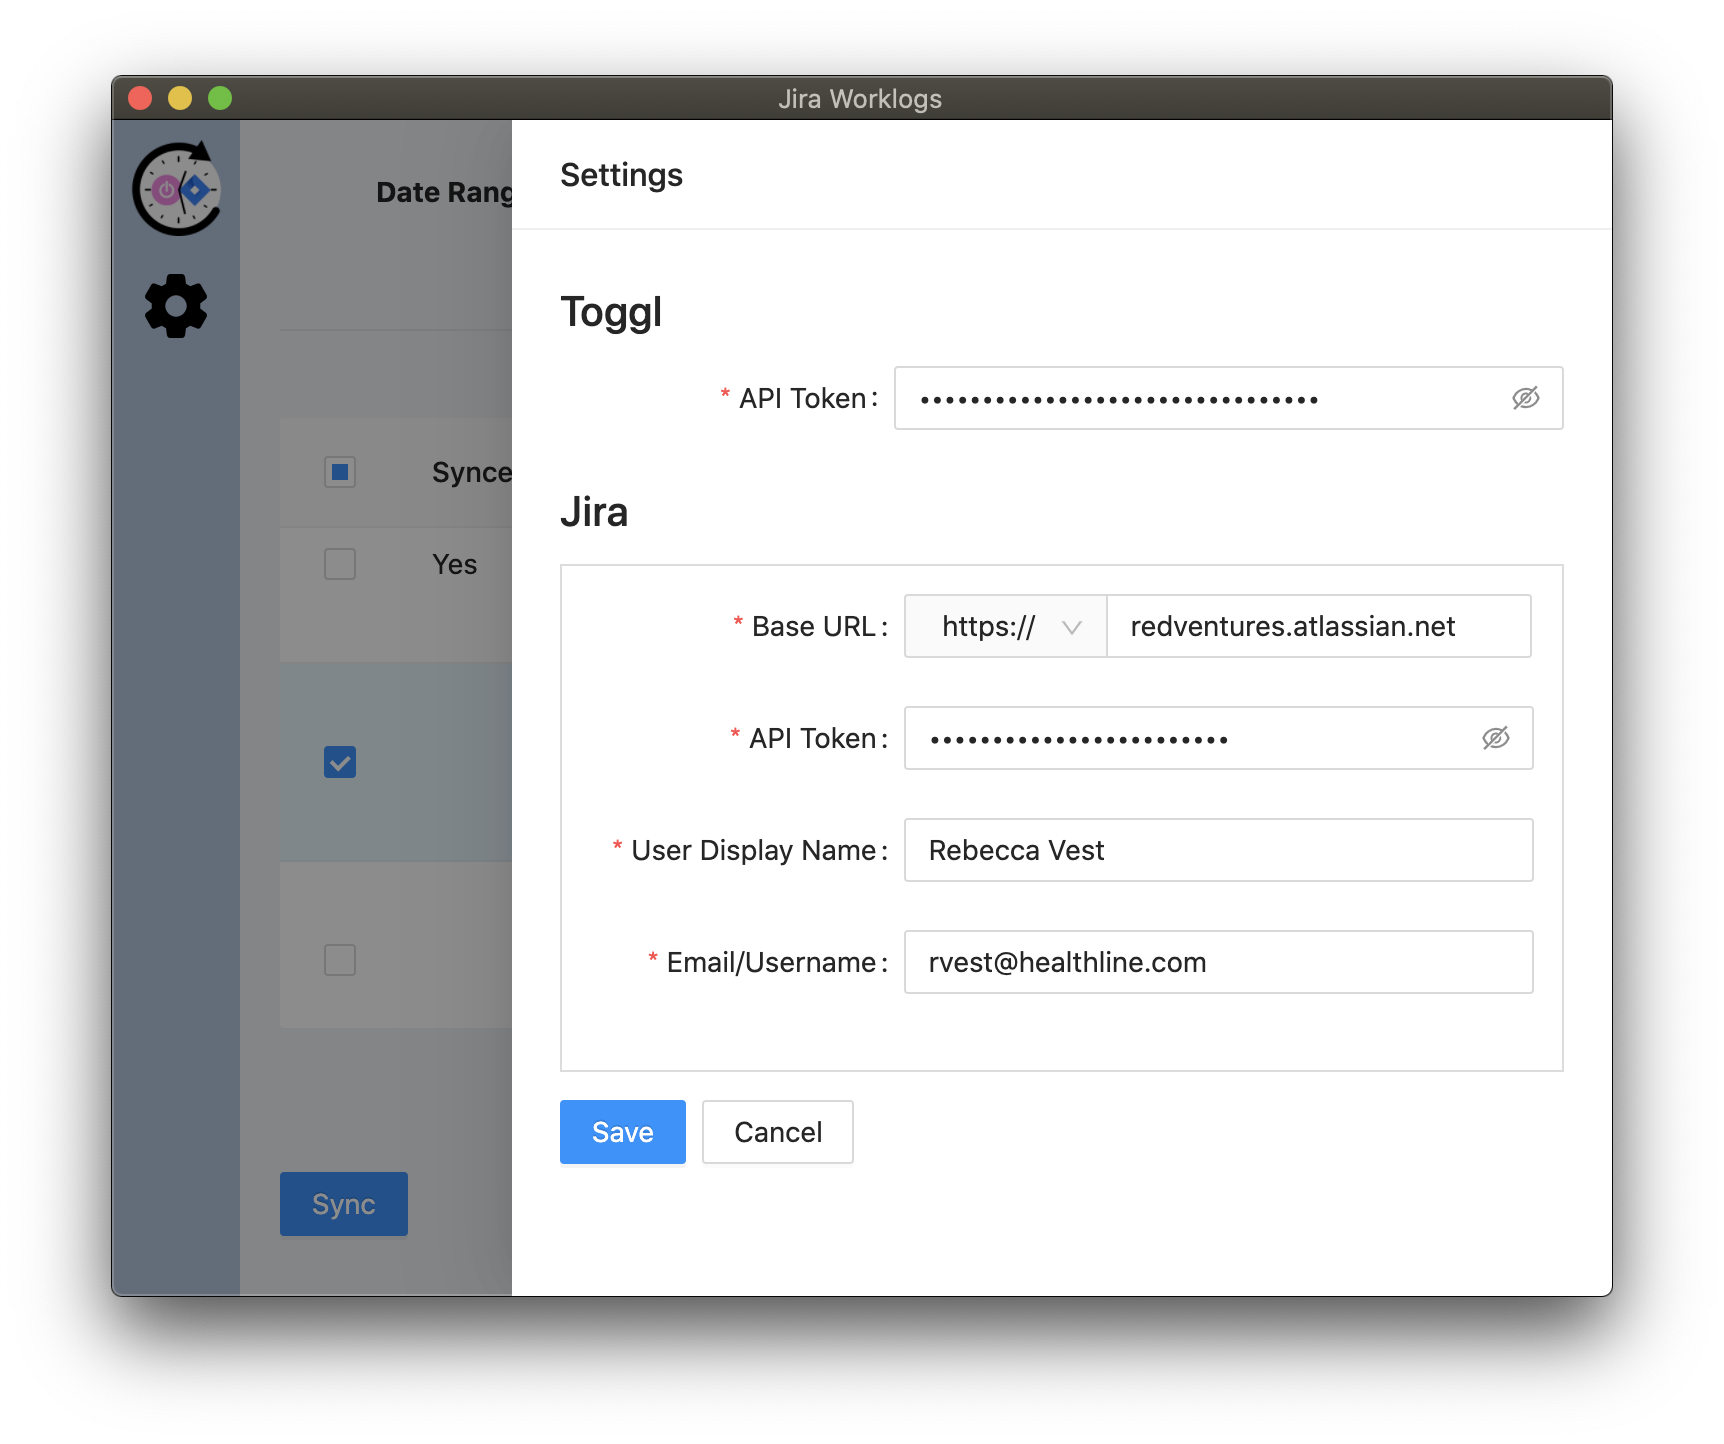 Jira Worklogs
Date Rang
Synce
Yes
Sync
Settings
Toggl
* API Token: ••••••••••••••••••••••••••••••••
Jira
* Base URL: https:// redventures.atlassian.net
* API Token: ••••••••••••••••••••••••
* User Display Name: Rebecca Vest
* Email/Username: rvest@healthline.com
Save Cancel